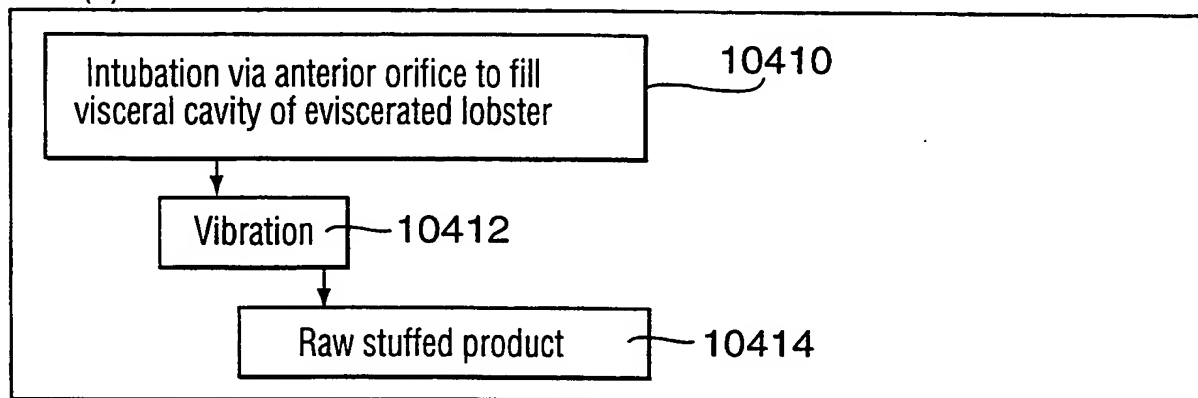 Intubation via anterior orifice to fill
visceral cavity of eviscerated lobster
10410
Vibration
10412
Raw stuffed product
10414